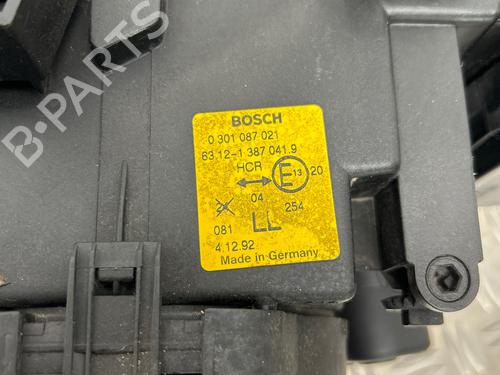 BOSCH
0 301 087 021
63.12-1 387 041.9
HCR
E 13 20
04
254
081 LL
4.12.92
Made in Germany
B-PARTS